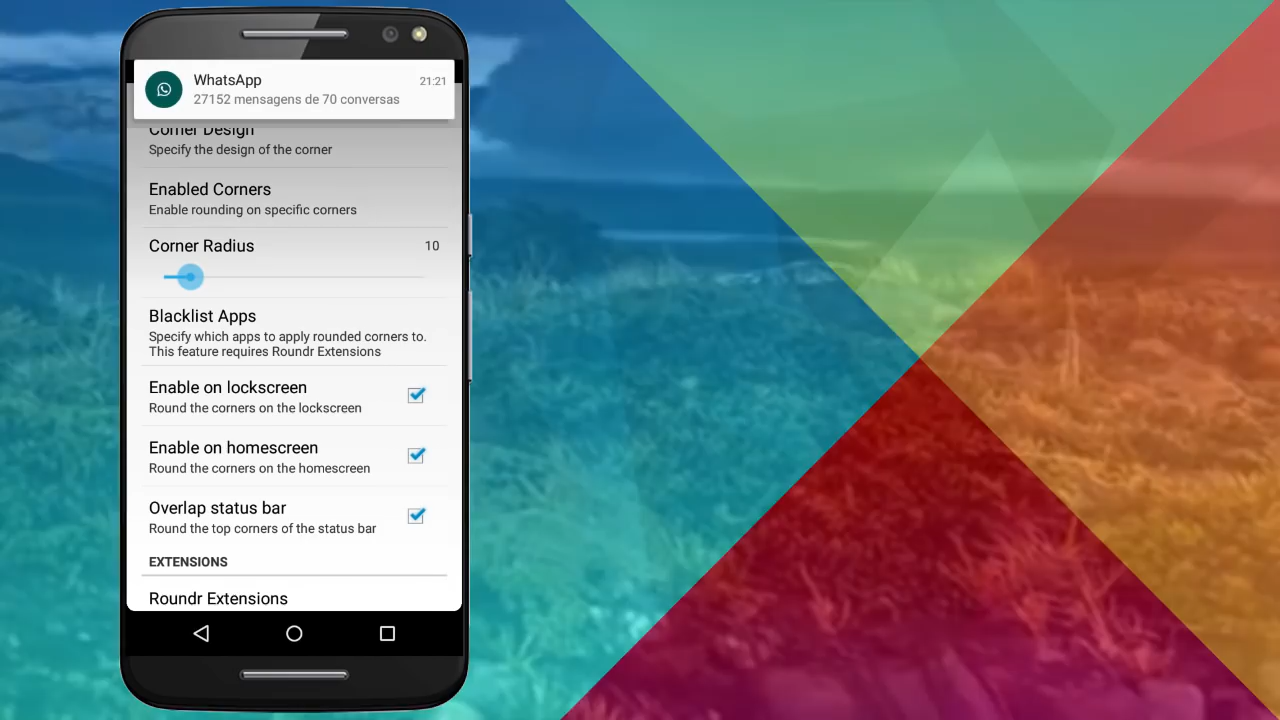 WhatsApp
21:21
27152 mensagens de 70 conversas
Corner Design
Specify the design of the corner
Enabled Corners
Enable rounding on specific corners
Corner Radius
10
Blacklist Apps
Specify which apps to apply rounded corners to.
This feature requires Roundr Extensions
Enable on lockscreen
Round the corners on the lockscreen
Enable on homescreen
Round the corners on the homescreen
Overlap status bar
Round the top corners of the status bar
EXTENSIONS
Roundr Extensions